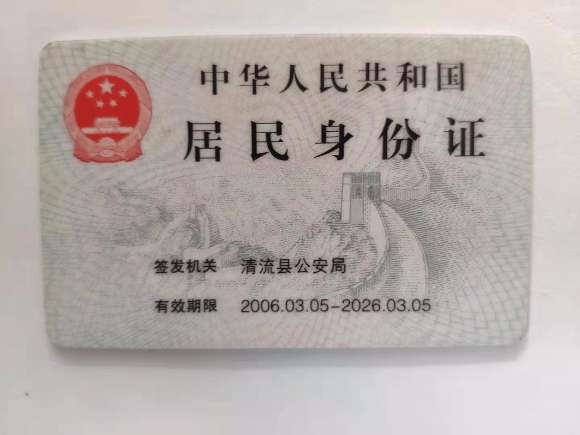 中华人民共和国
居民身份证
签发机关 清流县公安局
有效期限 2006.03.05-2026.03.05